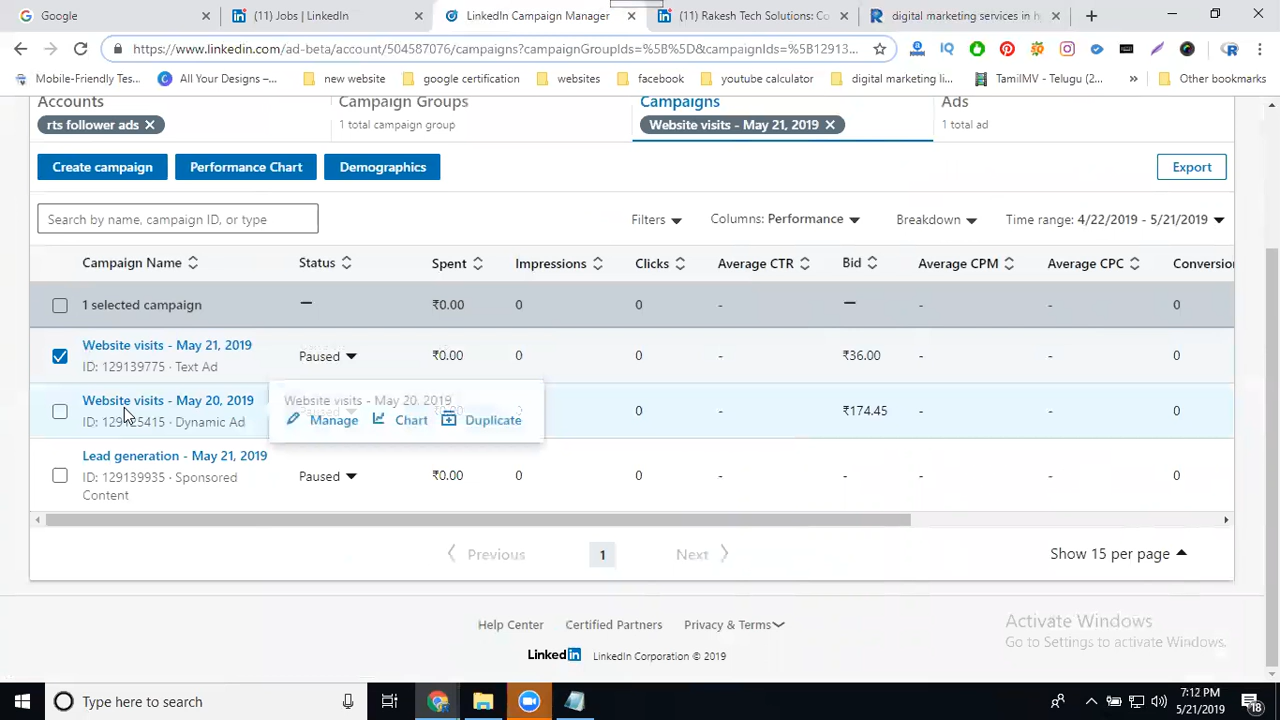 Google
(11) Jobs | LinkedIn
LinkedIn Campaign Manager
(11) Rakesh Tech Solutions: Co
digital marketing services in hy
https://www.linkedin.com/ad-beta/account/504587076/campaigns?campaignGroupIds=%5B%5D&campaignIds=%5B12913...
Mobile-Friendly Tes...
All Your Designs –...
new website
google certification
websites
facebook
youtube calculator
digital marketing li...
TamilMV - Telugu (2...
Other bookmarks
Accounts
Campaign Groups
Campaigns
Ads
rts follower ads
1 total campaign group
Website visits - May 21, 2019
1 total ad
Create campaign
Performance Chart
Demographics
Export
Search by name, campaign ID, or type
Filters
Columns: Performance
Breakdown
Time range: 4/22/2019 - 5/21/2019
Campaign Name
Status
Spent
Impressions
Clicks
Average CTR
Bid
Average CPM
Average CPC
Conversion
1 selected campaign
—
₹0.00
0
0
-
—
-
-
0
Website visits - May 21, 2019
ID: 129139775 · Text Ad
Paused
₹0.00
0
0
-
₹36.00
-
-
0
Website visits - May 20, 2019
Website visits - May 20, 2019
Dynamic Ad
Manage
Chart
Duplicate
0
-
₹174.45
-
-
0
Lead generation - May 21, 2019
ID: 129139935 · Sponsored
Content
Paused
₹0.00
0
0
-
-
-
-
0
Previous
1
Next
Show 15 per page
Help Center
Certified Partners
Privacy & Terms
LinkedIn
LinkedIn Corporation © 2019
Activate Windows
Go to Settings to activate Windows.
Type here to search
7:12 PM
5/21/2019
18